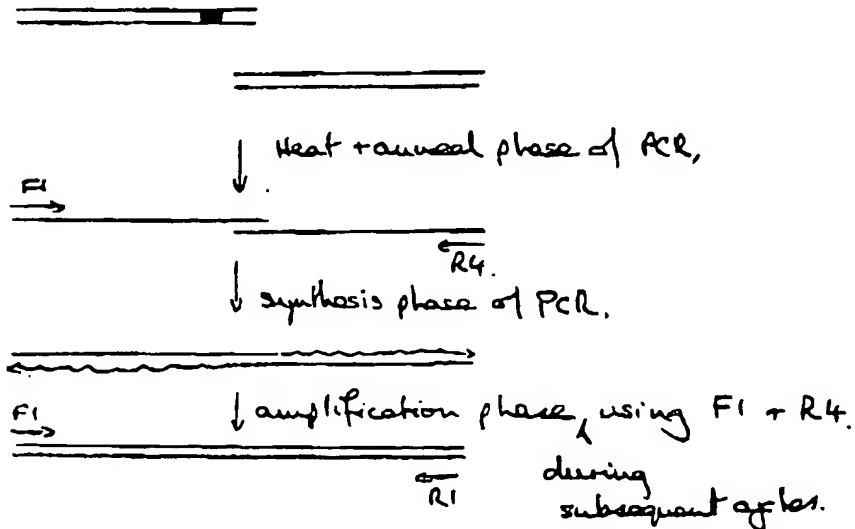 Heat + anneal phase of PCR,
F1
R4.
synthesis phase of PCR.
amplification phase, using F1 + R4.
F1
during
R1
subsequent cycles.